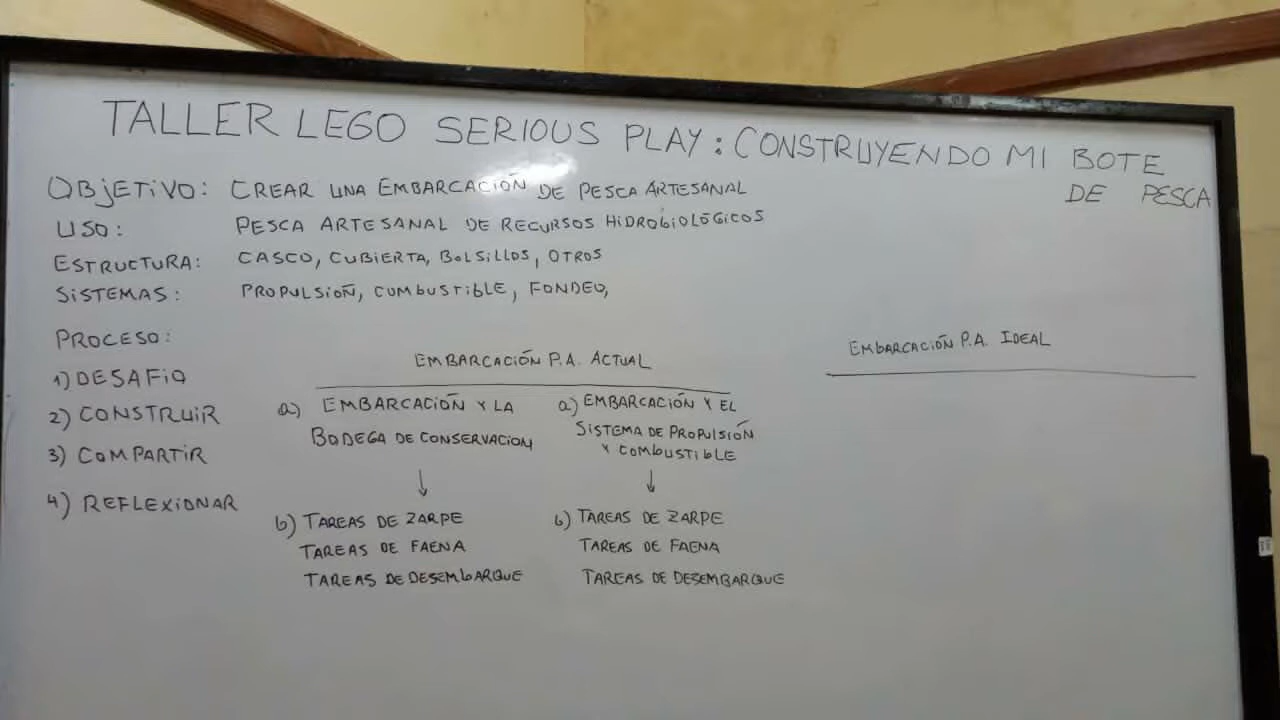 TALLER LEGO SERIOUS PLAY: CONSTRUYENDO MI BOTE
DE PESCA
OBJETIVO: CREAR UNA EMBARCACIÓN DE PESCA ARTESANAL
USO: PESCA ARTESANAL DE RECURSOS HIDROBIOLÓGICOS
ESTRUCTURA: CASCO, CUBIERTA, BOLSILLOS, OTROS
SISTEMAS: PROPULSIÓN, COMBUSTIBLE, FONDEO,
PROCESO:
1) DESAFIO
2) CONSTRUIR
3) COMPARTIR
4) REFLEXIONAR
EMBARCACIÓN P.A. ACTUAL
a) EMBARCACIÓN Y LA
BODEGA DE CONSERVACION
b) TAREAS DE ZARPE
TAREAS DE FAENA
TAREAS DE DESEMBARQUE
a) EMBARCACIÓN Y EL
SISTEMA DE PROPULSIÓN
Y COMBUSTIBLE
b) TAREAS DE ZARPE
TAREAS DE FAENA
TAREAS DE DESEMBARQUE
EMBARCACIÓN P.A. IDEAL